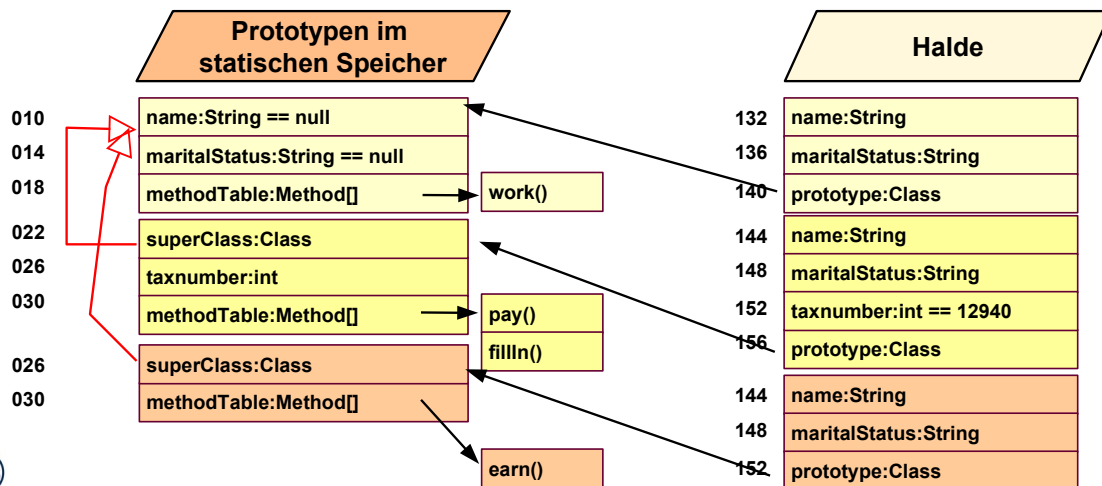 Prototypen im
statischen Speicher
010 name:String == null
014 maritalStatus:String == null
018 methodTable:Method[] work()
022 superClass:Class
026 taxnumber:int
030 methodTable:Method[] pay()
fillIn()
026 superClass:Class
030 methodTable:Method[]
earn()
Halde
132 name:String
136 maritalStatus:String
140 prototype:Class
144 name:String
148 maritalStatus:String
152 taxnumber:int == 12940
156 prototype:Class
144 name:String
148 maritalStatus:String
152 prototype:Class